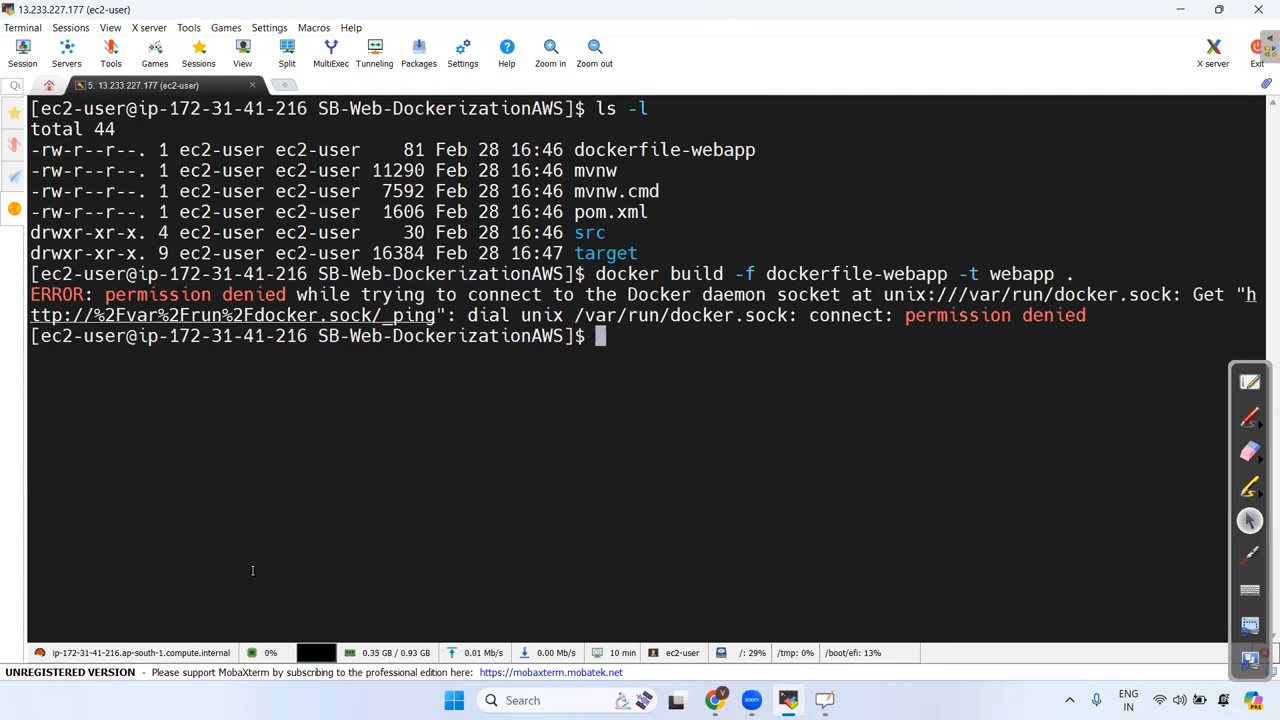 13.233.227.177 (ec2-user)
Terminal Sessions View X server Tools Games Settings Macros Help
Session Servers Tools Games Sessions View Split MultiExec Tunneling Packages Settings Help Zoom in Zoom out X server Exit
5. 13.233.227.177 (ec2-user)
[ec2-user@ip-172-31-41-216 SB-Web-DockerizationAWS]$ ls -l
total 44
-rw-r--r--. 1 ec2-user ec2-user 81 Feb 28 16:46 dockerfile-webapp
-rw-r--r--. 1 ec2-user ec2-user 11290 Feb 28 16:46 mvnw
-rw-r--r--. 1 ec2-user ec2-user 7592 Feb 28 16:46 mvnw.cmd
-rw-r--r--. 1 ec2-user ec2-user 1606 Feb 28 16:46 pom.xml
drwxr-xr-x. 4 ec2-user ec2-user 30 Feb 28 16:46 src
drwxr-xr-x. 9 ec2-user ec2-user 16384 Feb 28 16:47 target
[ec2-user@ip-172-31-41-216 SB-Web-DockerizationAWS]$ docker build -f dockerfile-webapp -t webapp .
ERROR: permission denied while trying to connect to the Docker daemon socket at unix:///var/run/docker.sock: Get "h
ttp://%2Fvar%2Frun%2Fdocker.sock/_ping": dial unix /var/run/docker.sock: connect: permission denied
[ec2-user@ip-172-31-41-216 SB-Web-DockerizationAWS]$
ip-172-31-41-216.ap-south-1.compute.internal 0% 0.35 GB / 0.93 GB 0.01 Mb/s 0.00 Mb/s 10 min ec2-user /: 29% /tmp: 0% /boot/efi: 13%
UNREGISTERED VERSION - Please support MobaXterm by subscribing to the professional edition here: https://mobaxterm.mobatek.net
Search
ENG
IN